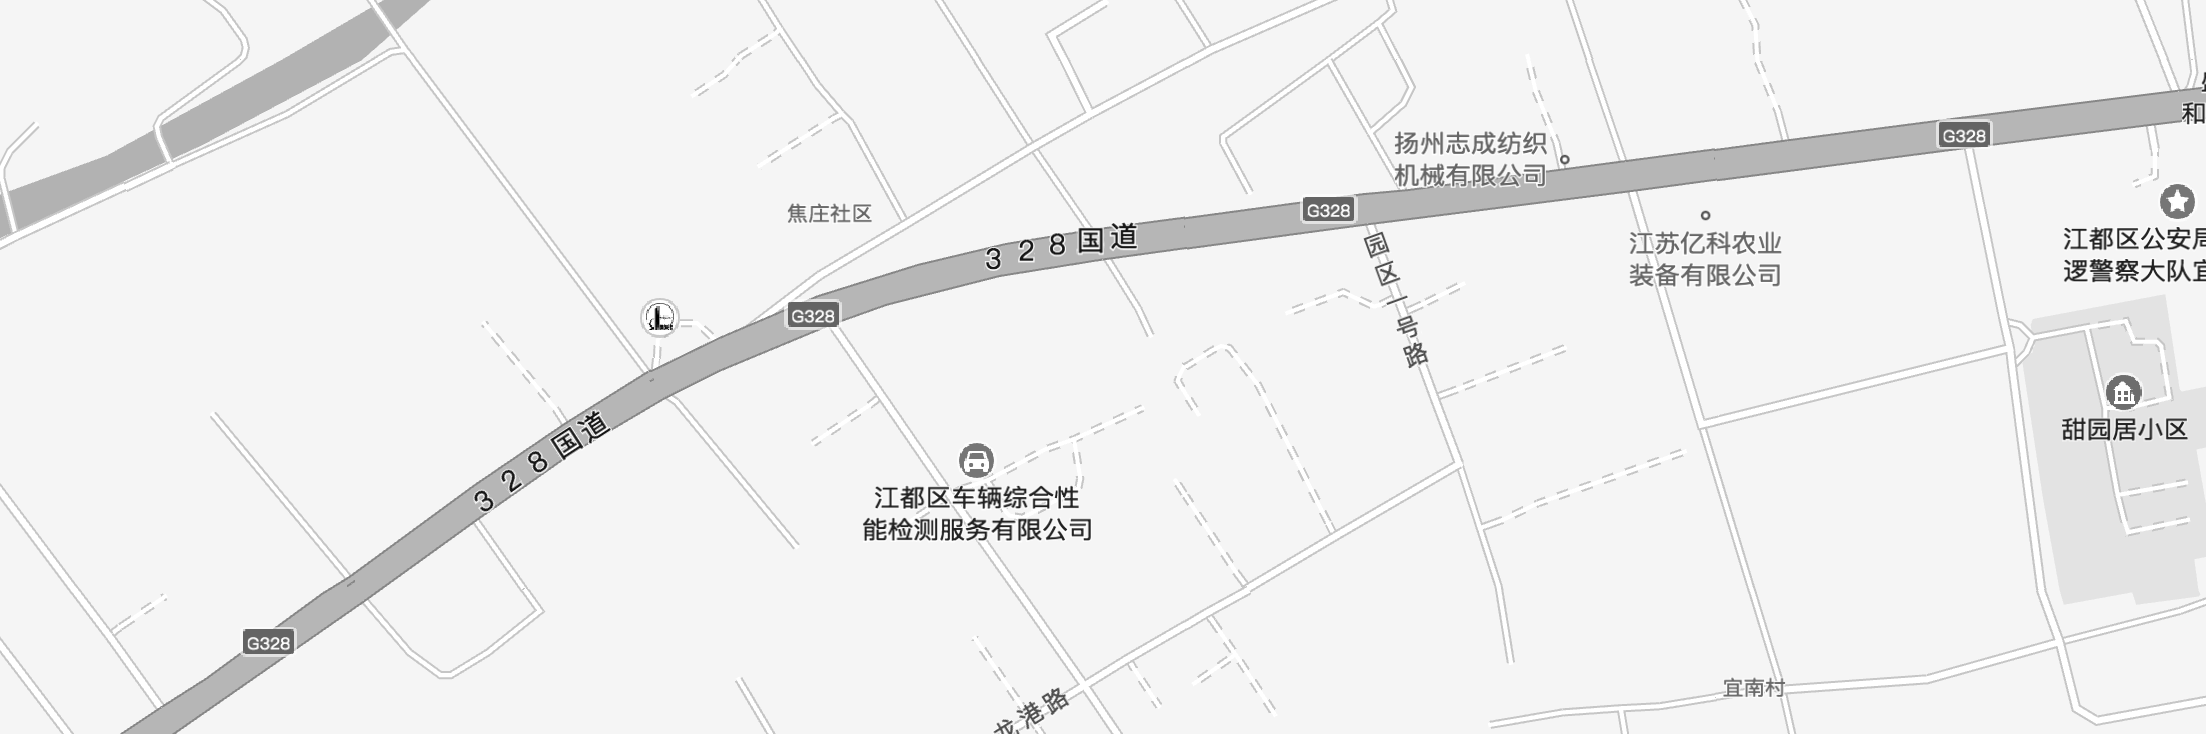 G328
和
扬州志成纺织
机械有限公司
焦庄社区
G328
328国道
园区一号路
江苏亿科农业
装备有限公司
江都区公安局
逻警察大队宜
G328
甜园居小区
328国道
江都区车辆综合性
能检测服务有限公司
G328
宜南村
龙港路